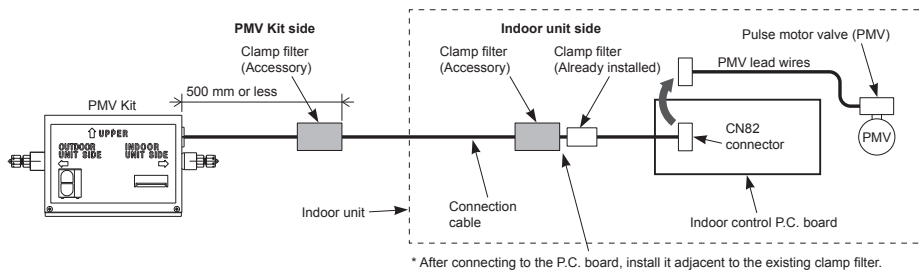 PMV Kit side
Clamp filter
(Accessory)
500 mm or less
PMV Kit
UPPER
OUTDOOR
UNIT SIDE
INDOOR
UNIT SIDE
Indoor unit side
Clamp filter
(Accessory)
Clamp filter
(Already installed)
Pulse motor valve (PMV)
PMV lead wires
PMV
CN82
connector
Indoor unit
Connection
cable
Indoor control P.C. board
* After connecting to the P.C. board, install it adjacent to the existing clamp filter.